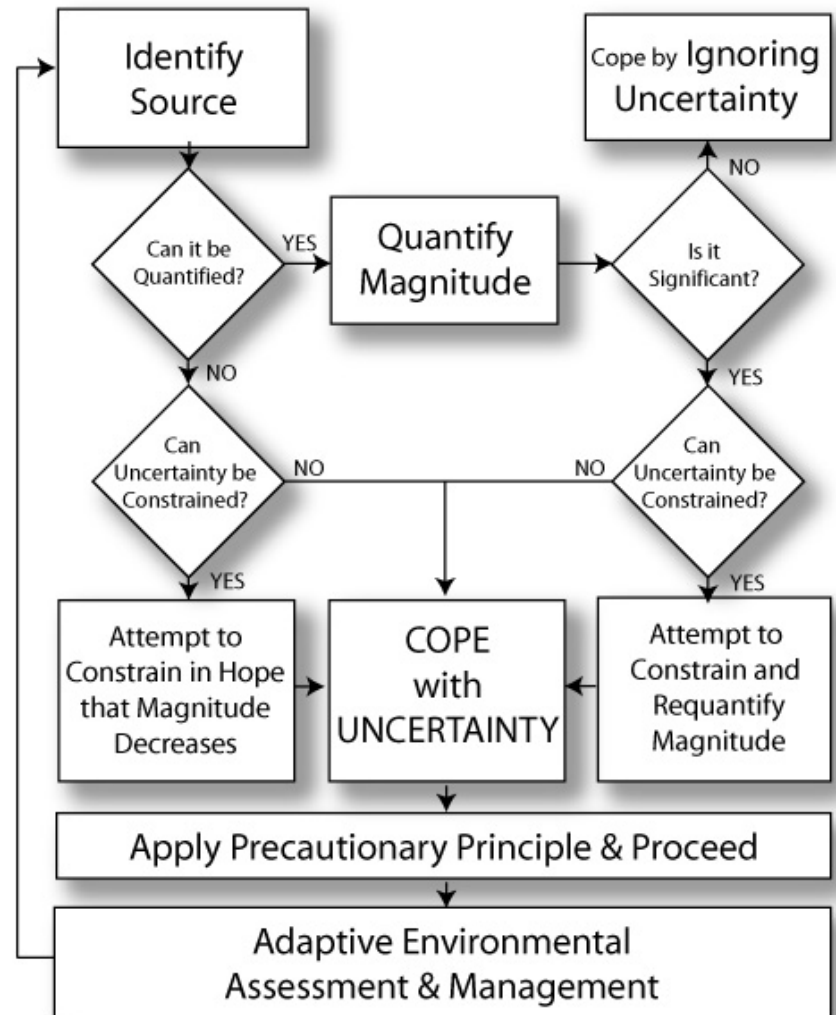 Identify
Source
Cope by Ignoring
Uncertainty
NO
Can it be
Quantified?
YES
Quantify
Magnitude
Is it
Significant?
NO
YES
Can
Uncertainty be
Constrained?
NO
NO
Can
Uncertainty be
Constrained?
YES
YES
Attempt to
Constrain in Hope
that Magnitude
Decreases
COPE
with
UNCERTAINTY
Attempt to
Constrain and
Requantify
Magnitude
Apply Precautionary Principle & Proceed
Adaptive Environmental
Assessment & Management